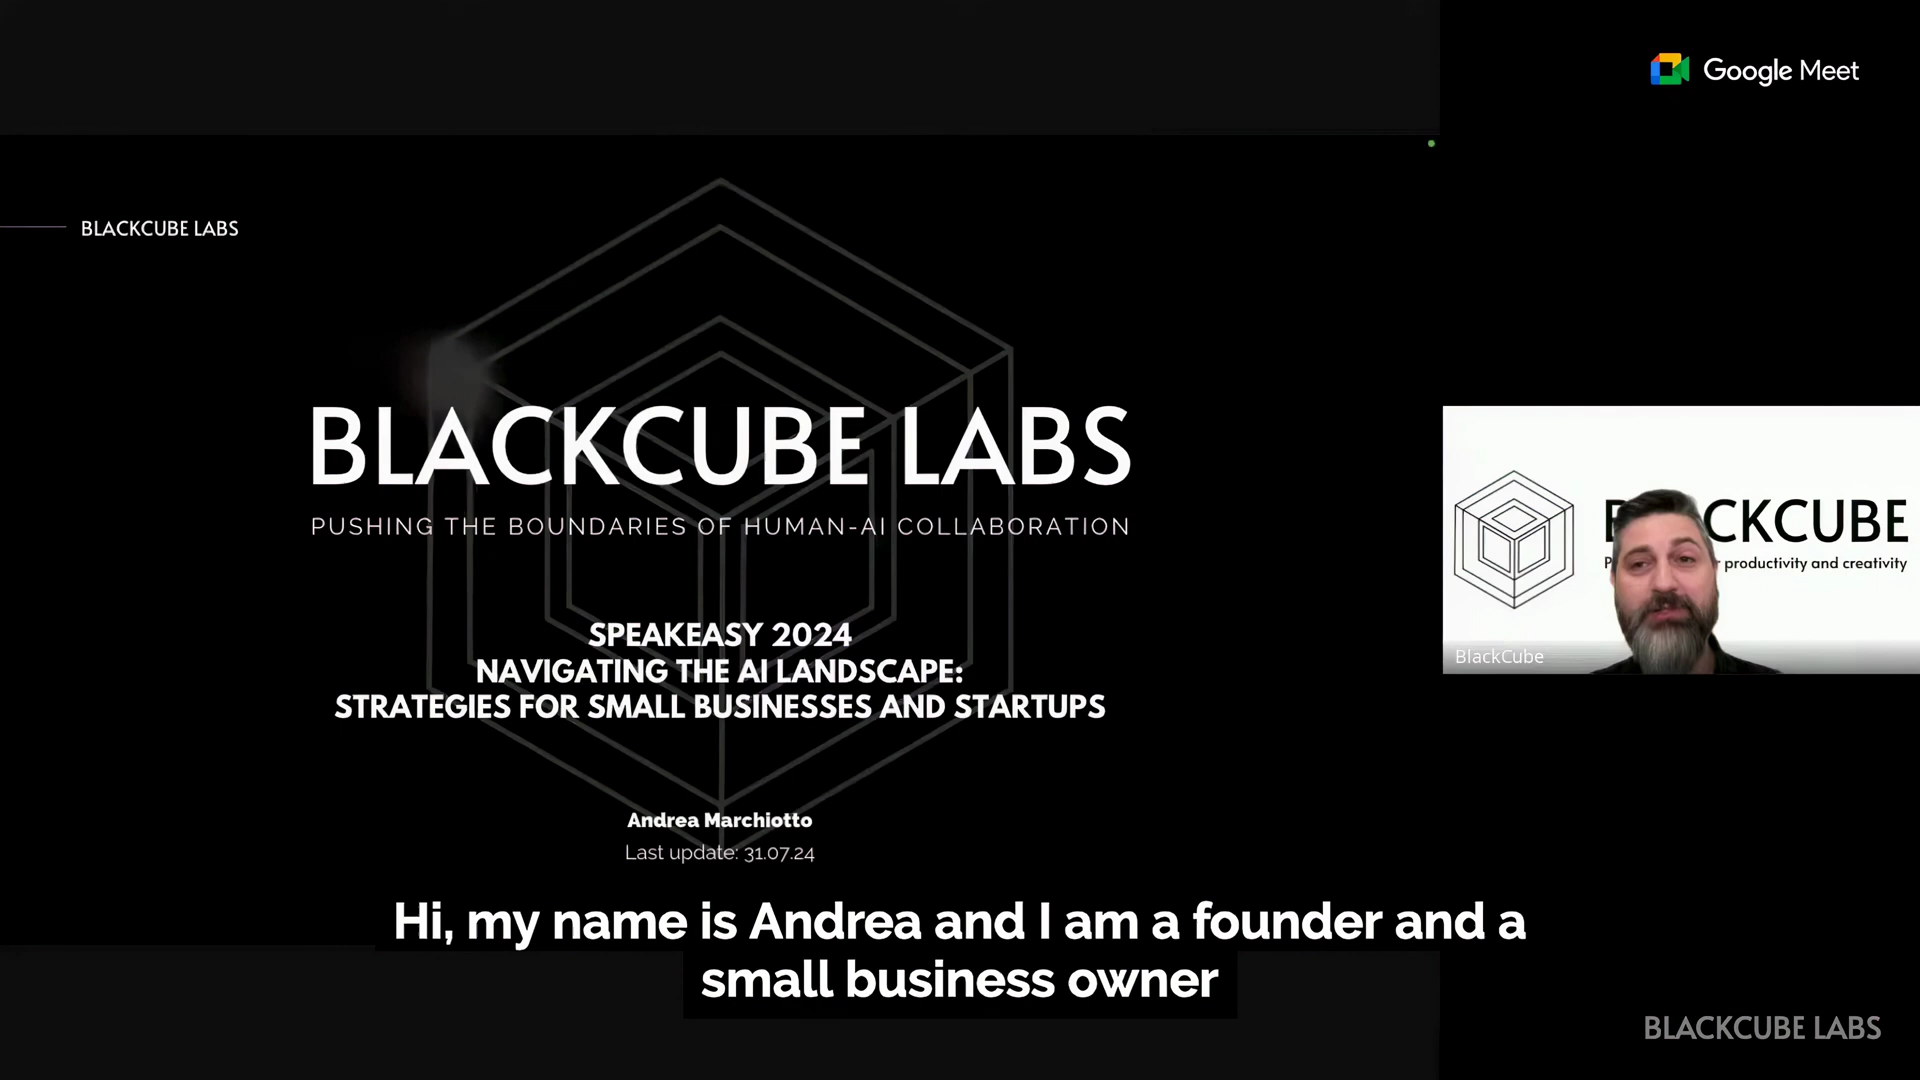 Google Meet
BLACKCUBE LABS
BLACKCUBE LABS
PUSHING THE BOUNDARIES OF HUMAN-AI COLLABORATION
SPEAKEASY 2024
NAVIGATING THE AI LANDSCAPE:
STRATEGIES FOR SMALL BUSINESSES AND STARTUPS
Andrea Marchiotto
Last update: 31.07.24
CKCUBE
productivity and creativity
BlackCube
Hi, my name is Andrea and I am a founder and a
small business owner
BLACKCUBE LABS